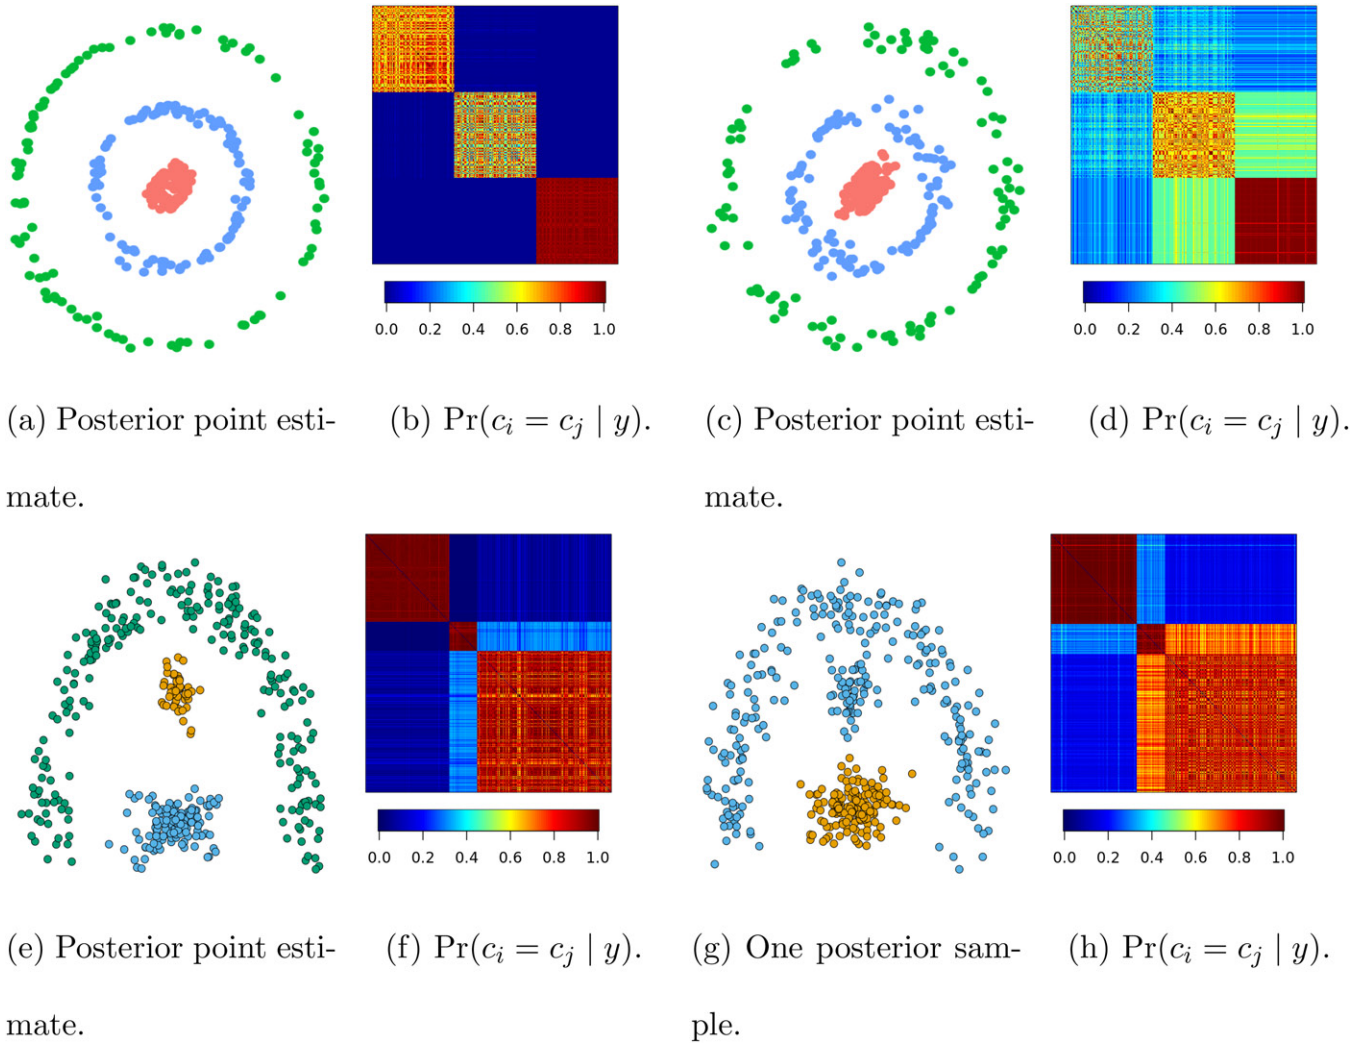 0.0 0.2 0.4 0.6 0.8 1.0
0.0 0.2 0.4 0.6 0.8 1.0
(a) Posterior point esti-
mate.
(b) Pr(c_i = c_j | y).
(c) Posterior point esti-
mate.
(d) Pr(c_i = c_j | y).
0.0 0.2 0.4 0.6 0.8 1.0
0.0 0.2 0.4 0.6 0.8 1.0
(e) Posterior point esti-
mate.
(f) Pr(c_i = c_j | y).
(g) One posterior sam-
ple.
(h) Pr(c_i = c_j | y).